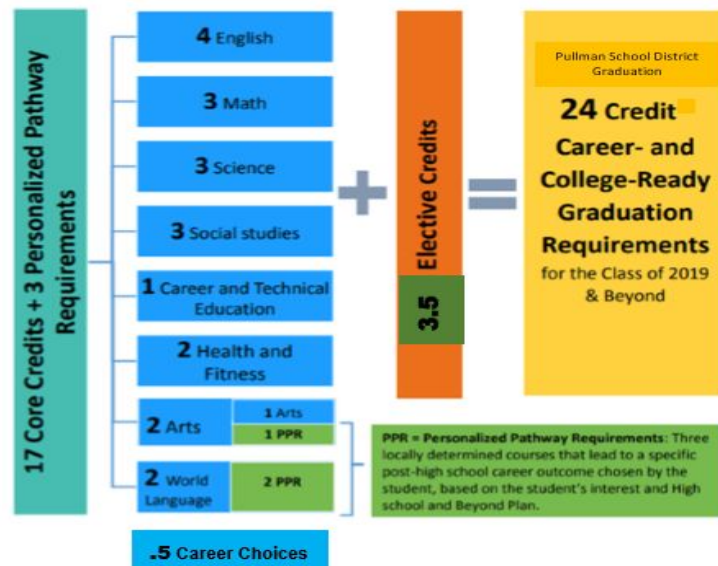 17 Core Credits + 3 Personalized Pathway
Requirements
4 English
3 Math
3 Science
3 Social studies
1 Career and Technical
Education
2 Health and
Fitness
2 Arts
1 Arts
1 PPR
2 World
Language
2 PPR
.5 Career Choices
+
3.5 Elective Credits
=
Pullman School District
Graduation
24 Credit
Career- and
College-Ready
Graduation
Requirements
for the Class of 2019
& Beyond
PPR = Personalized Pathway Requirements: Three
locally determined courses that lead to a specific
post-high school career outcome chosen by the
student, based on the student's interest and High
school and Beyond Plan.